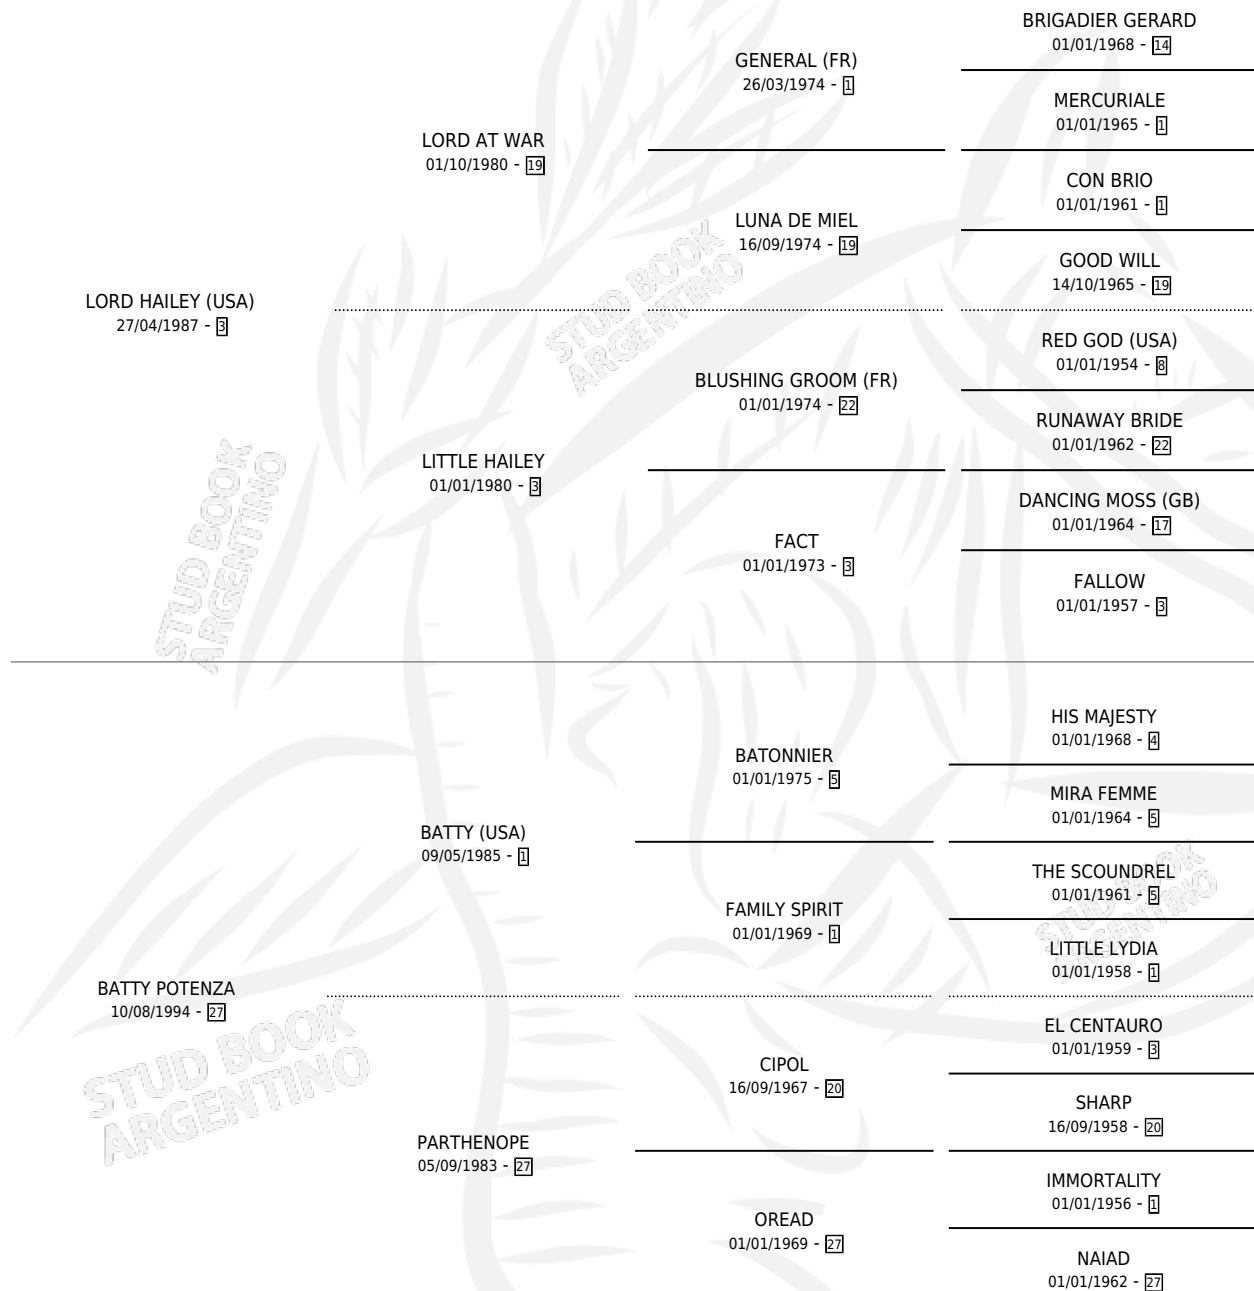 BRIGADIER GERARD
01/01/1968 - 14
GENERAL (FR)
26/03/1974 - 1
MERCURIALE
01/01/1965 - 1
LORD AT WAR
01/10/1980 - 19
CON BRIO
01/01/1961 - 1
LUNA DE MIEL
16/09/1974 - 19
GOOD WILL
14/10/1965 - 19
LORD HAILEY (USA)
27/04/1987 - 3
RED GOD (USA)
01/01/1954 - 8
BLUSHING GROOM (FR)
01/01/1974 - 22
RUNAWAY BRIDE
01/01/1962 - 22
LITTLE HAILEY
01/01/1980 - 3
DANCING MOSS (GB)
01/01/1964 - 17
FACT
01/01/1973 - 3
FALLOW
01/01/1957 - 3
HIS MAJESTY
01/01/1968 - 4
BATONNIER
01/01/1975 - 5
MIRA FEMME
01/01/1964 - 5
BATTY (USA)
09/05/1985 - 1
THE SCOUNDREL
01/01/1961 - 5
FAMILY SPIRIT
01/01/1969 - 1
LITTLE LYDIA
01/01/1958 - 1
BATTY POTENZA
10/08/1994 - 27
EL CENTAURO
01/01/1959 - 3
CIPOL
16/09/1967 - 20
SHARP
16/09/1958 - 20
PARTHENOPE
05/09/1983 - 27
IMMORTALITY
01/01/1956 - 1
OREAD
01/01/1969 - 27
NAIAD
01/01/1962 - 27
STUD BOOK
ARGENTINO
STUD BOOK
ARGENTINO
STUD BOOK
ARGENTINO
STUD BOOK
ARGENTINO